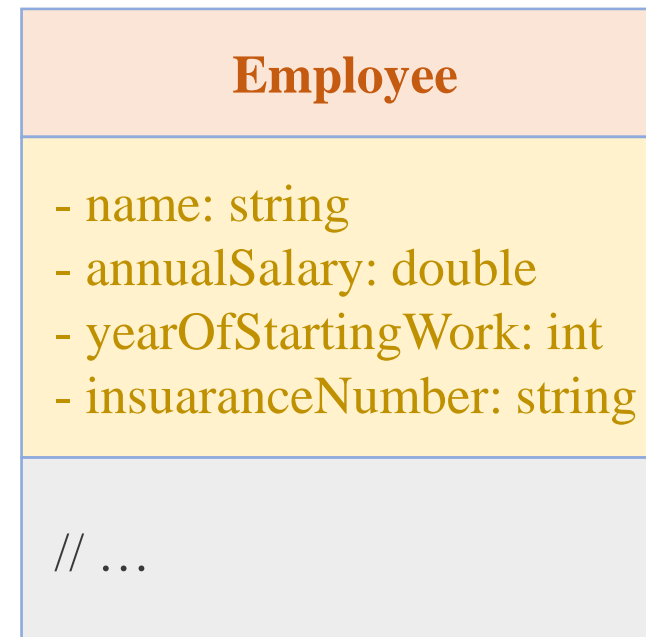 Employee
- name: string
- annualSalary: double
- yearOfStartingWork: int
- insuaranceNumber: string
// …